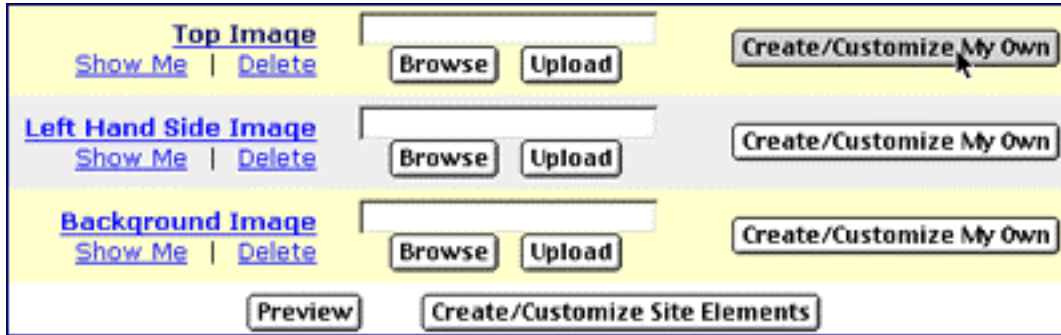 Top Image
Show Me | Delete
Browse Upload
Create/Customize My Own
Left Hand Side Image
Show Me | Delete
Browse Upload
Create/Customize My Own
Background Image
Show Me | Delete
Browse Upload
Create/Customize My Own
Preview Create/Customize Site Elements